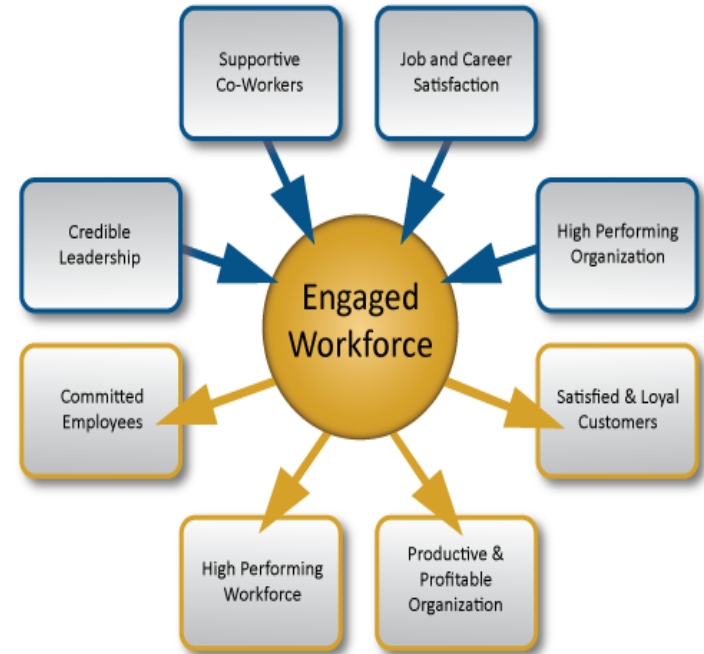 Supportive
Co-Workers
Job and Career
Satisfaction
Credible
Leadership
High Performing
Organization
Engaged
Workforce
Committed
Employees
Satisfied & Loyal
Customers
High Performing
Workforce
Productive &
Profitable
Organization